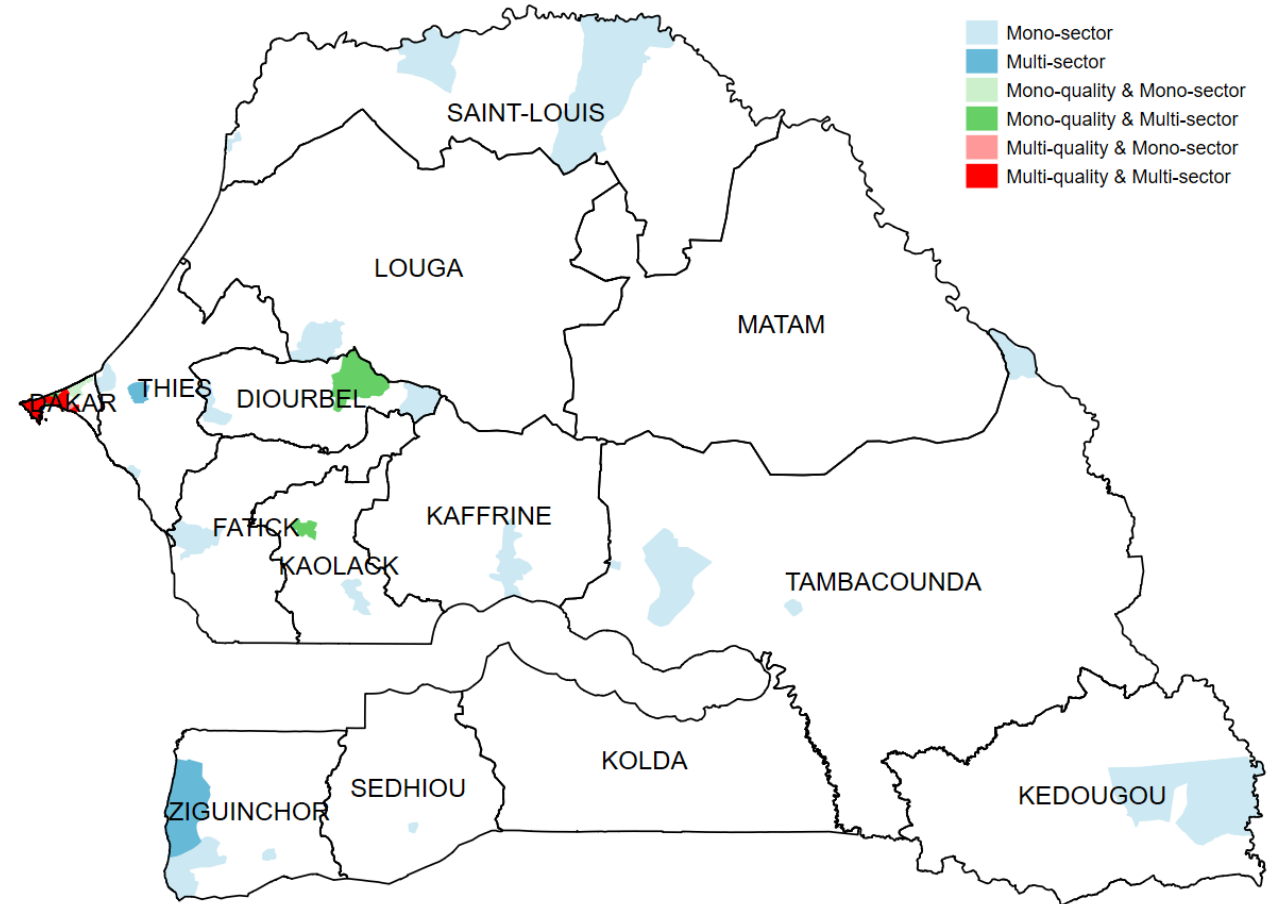 Mono-sector
Multi-sector
Mono-quality & Mono-sector
Mono-quality & Multi-sector
Multi-quality & Mono-sector
Multi-quality & Multi-sector
SAINT-LOUIS
LOUGA
MATAM
THIES
DAKAR
DIOURBEL
FATICK
KAFFRINE
KAOLACK
TAMBACOUNDA
KOLDA
SEDHIOU
KEDOUGOU
ZIGUINCHOR